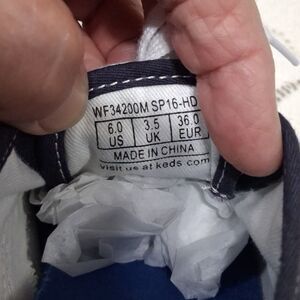 WF34200M SP16-HD
6.0 3.5 36.0
US UK EUR
MADE IN CHINA
visit us at keds.com